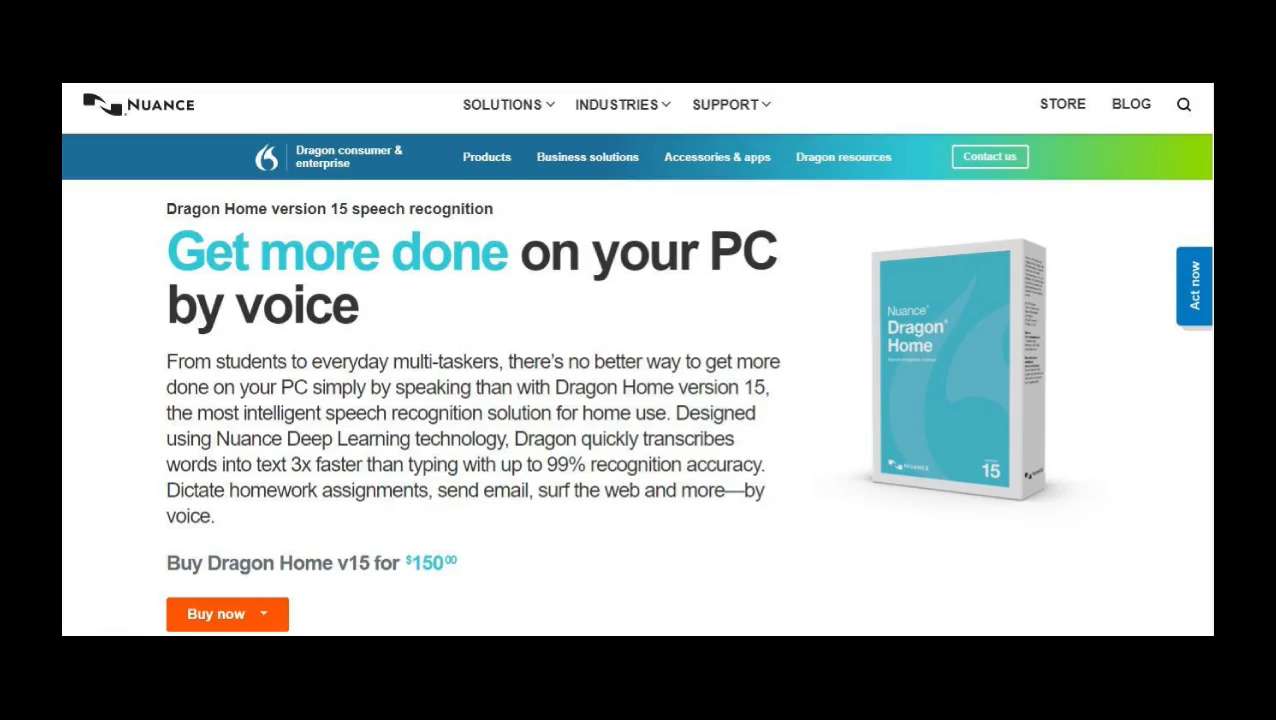 NUANCE
SOLUTIONS INDUSTRIES SUPPORT
STORE BLOG
Dragon consumer &
enterprise
Products Business solutions Accessories & apps Dragon resources Contact us
Dragon Home version 15 speech recognition
Get more done on your PC
by voice
From students to everyday multi-taskers, there's no better way to get more
done on your PC simply by speaking than with Dragon Home version 15,
the most intelligent speech recognition solution for home use. Designed
using Nuance Deep Learning technology, Dragon quickly transcribes
words into text 3x faster than typing with up to 99% recognition accuracy.
Dictate homework assignments, send email, surf the web and more—by
voice.
Buy Dragon Home v15 for $150⁰⁰
Buy now
Act now
Nuance®
Dragon®
Home
NUANCE
15